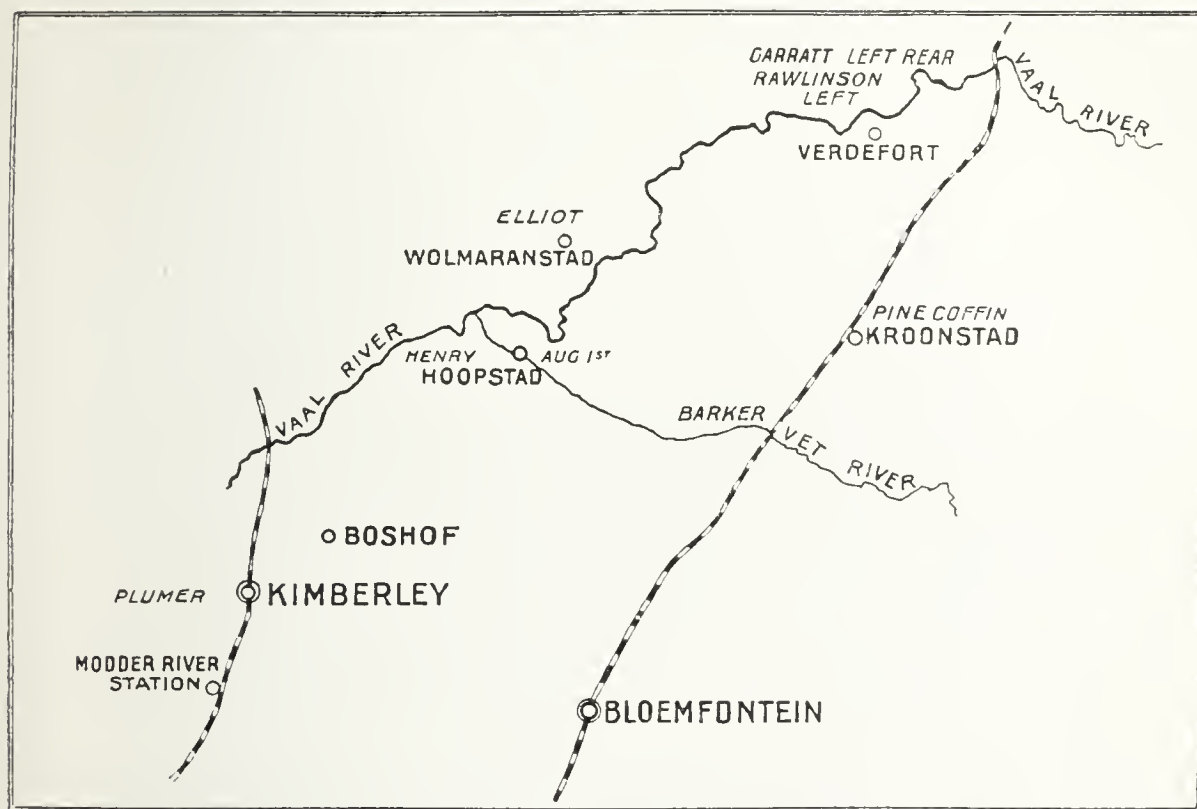 GARRATT LEFT REAR
RAWLINSON
LEFT
VAAL RIVER
VERDEFORT
ELLIOT
WOLMARANSTAD
PINE COFFIN
KROONSTAD
VAAL RIVER
HENRY
AUG 1ST
HOOPSTAD
BARKER
VET RIVER
BOSHOF
PLUMER
KIMBERLEY
MODDER RIVER
STATION
BLOEMFONTEIN